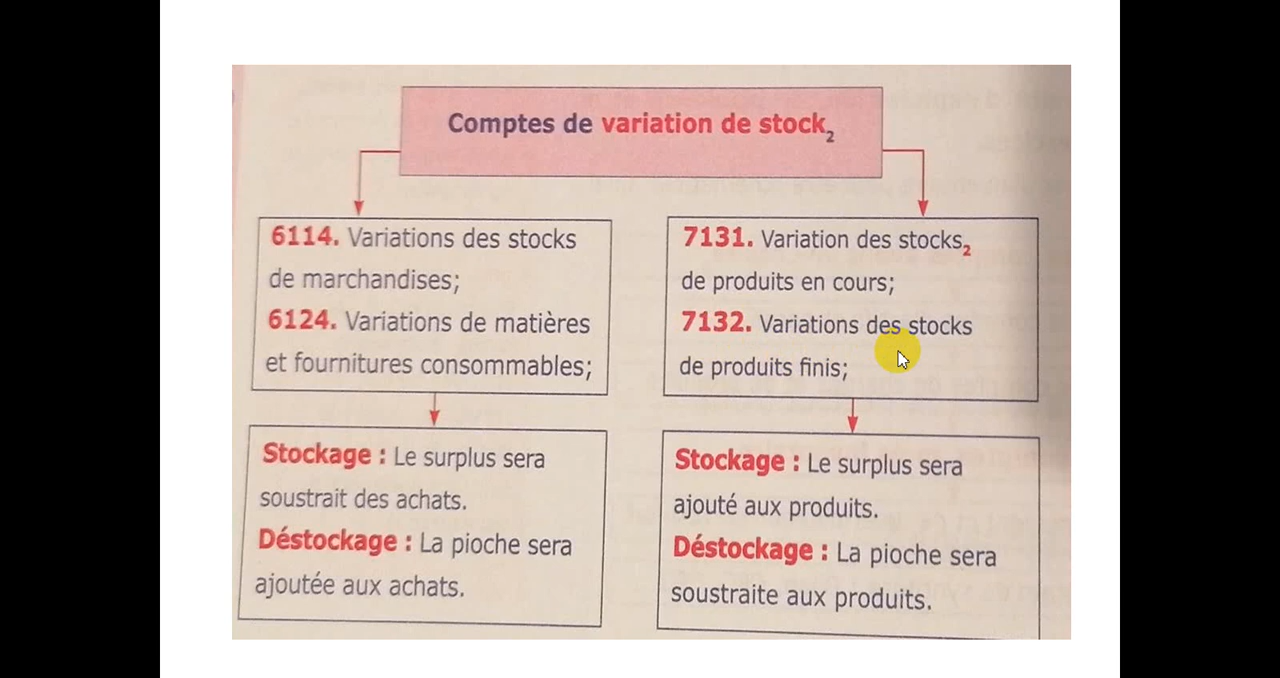 Comptes de variation de stock2
6114. Variations des stocks
de marchandises;
6124. Variations de matières
et fournitures consommables;
7131. Variation des stocks2
de produits en cours;
7132. Variations des stocks
de produits finis;
Stockage : Le surplus sera
soustrait des achats.
Déstockage : La pioche sera
ajoutée aux achats.
Stockage : Le surplus sera
ajouté aux produits.
Déstockage : La pioche sera
soustraite aux produits.